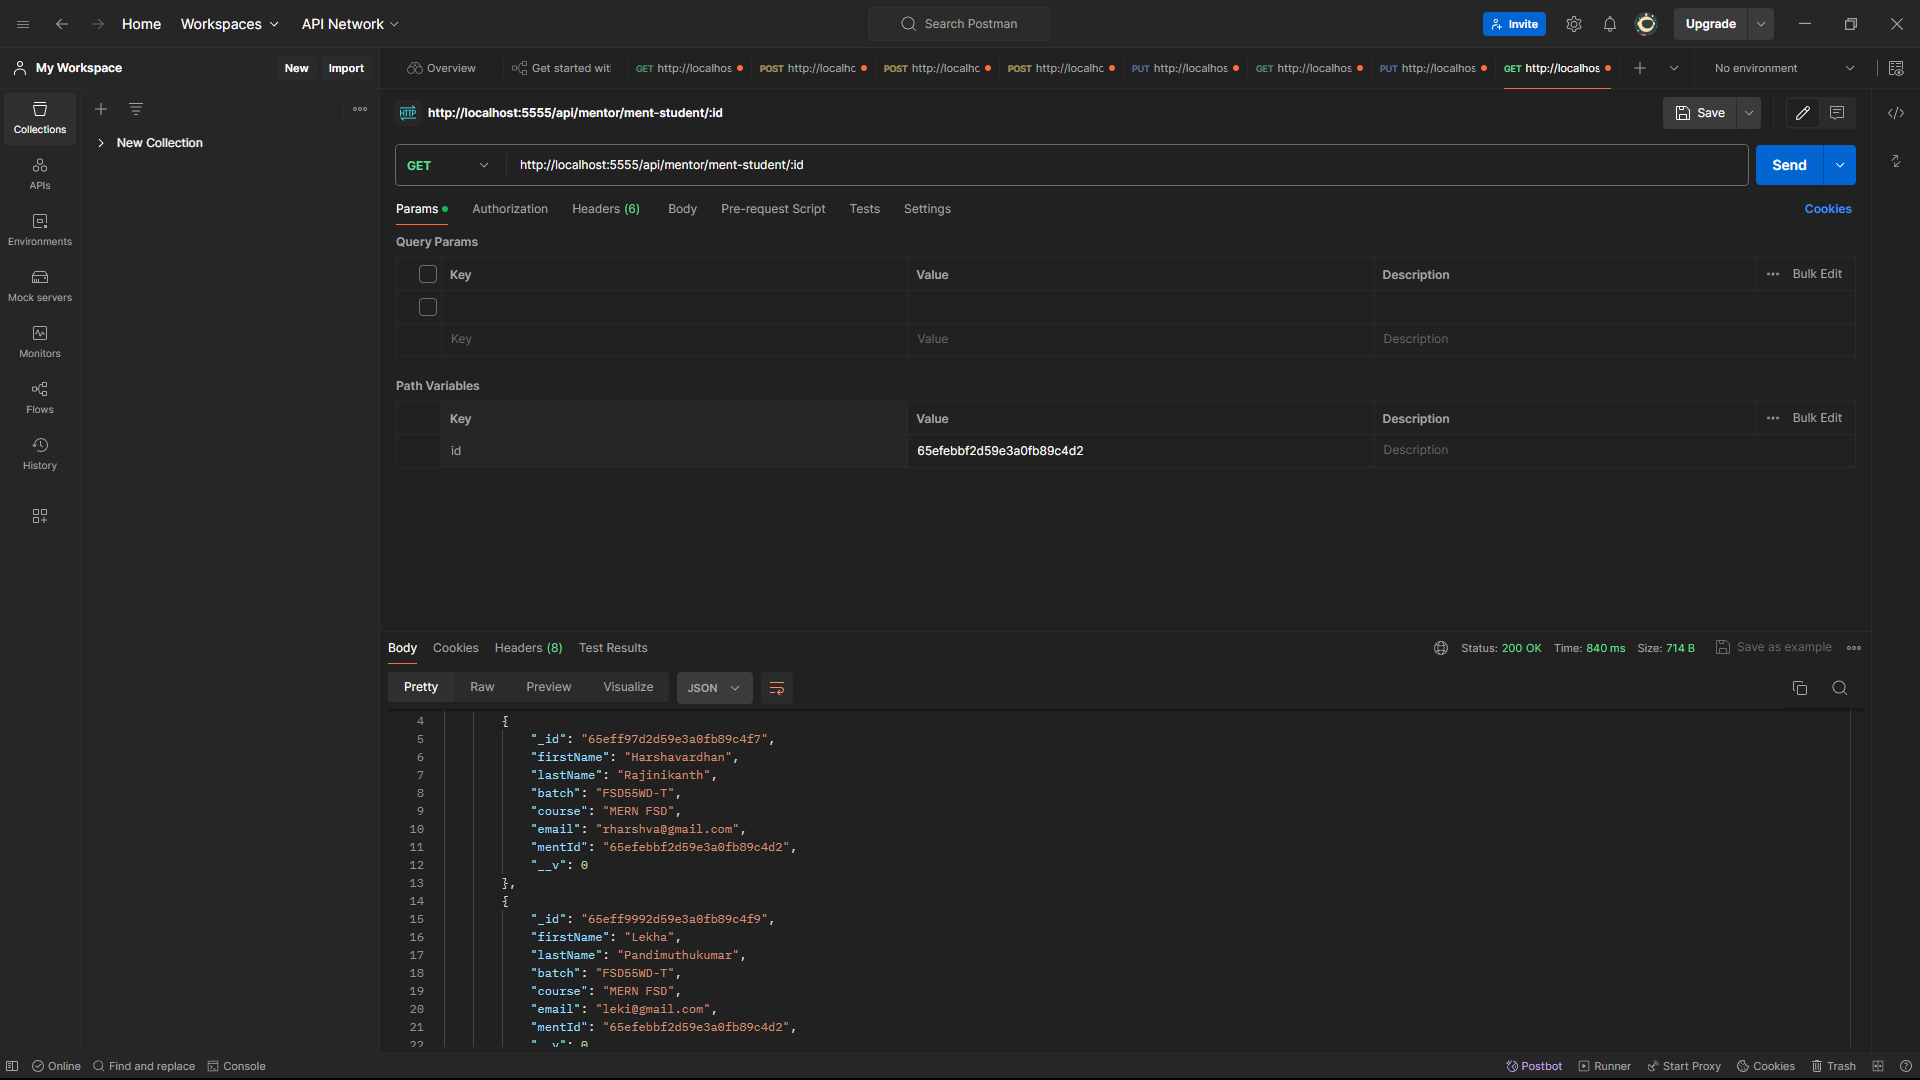 Home Workspaces API Network Search Postman Invite Upgrade
My Workspace New Import Overview Get started wit GET http://localhos POST http://localhc POST http://localhc POST http://localhc PUT http://localhos GET http://localhos PUT http://localhos GET http://localhos No environment
Collections
New Collection
APIs
Environments
Mock servers
Monitors
Flows
History
HTTP http://localhost:5555/api/mentor/ment-student/:id Save
GET http://localhost:5555/api/mentor/ment-student/:id Send
Params Authorization Headers (6) Body Pre-request Script Tests Settings Cookies
Query Params
Key Value Description Bulk Edit
Key Value Description
Path Variables
Key Value Description Bulk Edit
id 65efebbf2d59e3a0fb89c4d2 Description
Body Cookies Headers (8) Test Results Status: 200 OK Time: 840 ms Size: 714 B Save as example
Pretty Raw Preview Visualize JSON
4 {
5 "_id": "65eff97d2d59e3a0fb89c4f7",
6 "firstName": "Harshavardhan",
7 "lastName": "Rajinikanth",
8 "batch": "FSD55WD-T",
9 "course": "MERN FSD",
10 "email": "rharshva@gmail.com",
11 "mentId": "65efebbf2d59e3a0fb89c4d2",
12 "__v": 0
13 },
14 {
15 "_id": "65eff9992d59e3a0fb89c4f9",
16 "firstName": "Lekha",
17 "lastName": "Pandimuthukumar",
18 "batch": "FSD55WD-T",
19 "course": "MERN FSD",
20 "email": "leki@gmail.com",
21 "mentId": "65efebbf2d59e3a0fb89c4d2",
22 "__v": 0
Online Find and replace Console Postbot Runner Start Proxy Cookies Trash